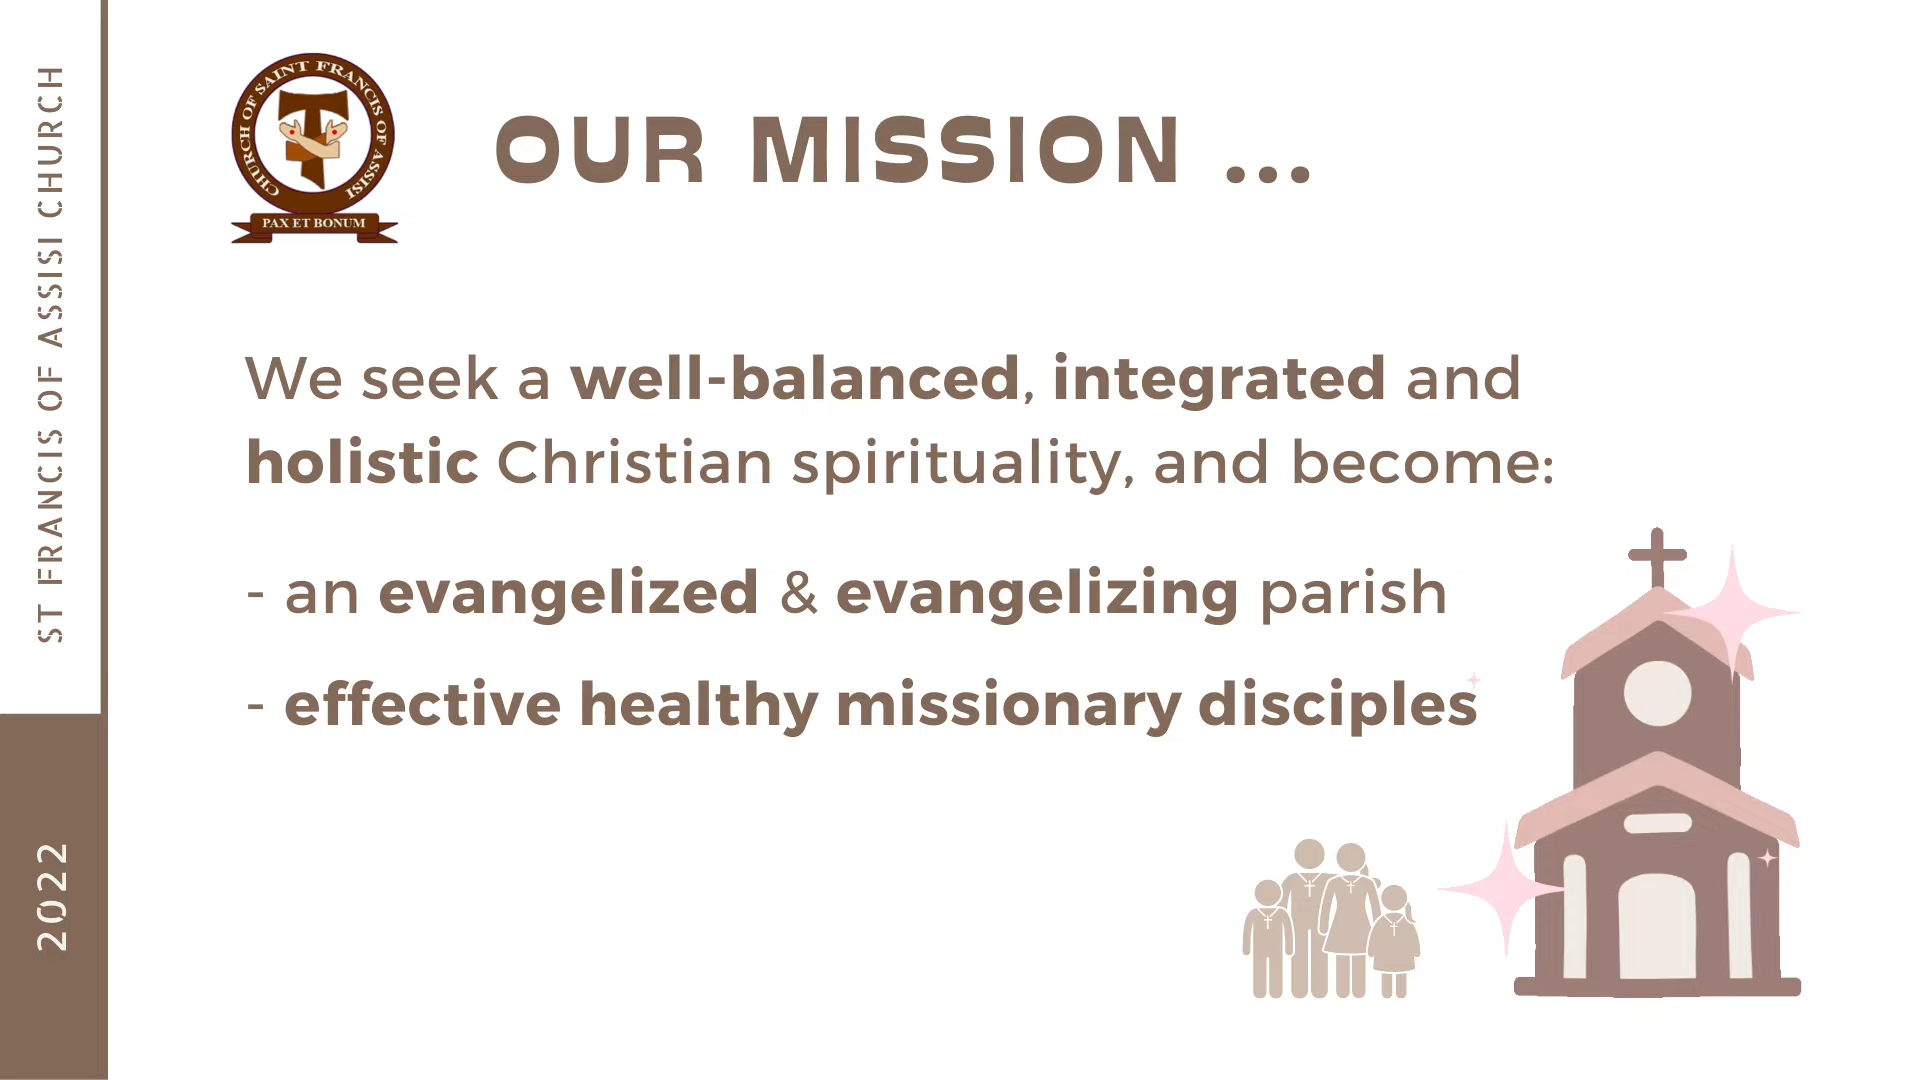 ST FRANCIS OF ASSISI CHURCH
2022
CHURCH OF SAINT FRANCIS OF ASSISI
PAX ET BONUM
OUR MISSION ...
We seek a well-balanced, integrated and
holistic Christian spirituality, and become:
- an evangelized & evangelizing parish
- effective healthy missionary disciples